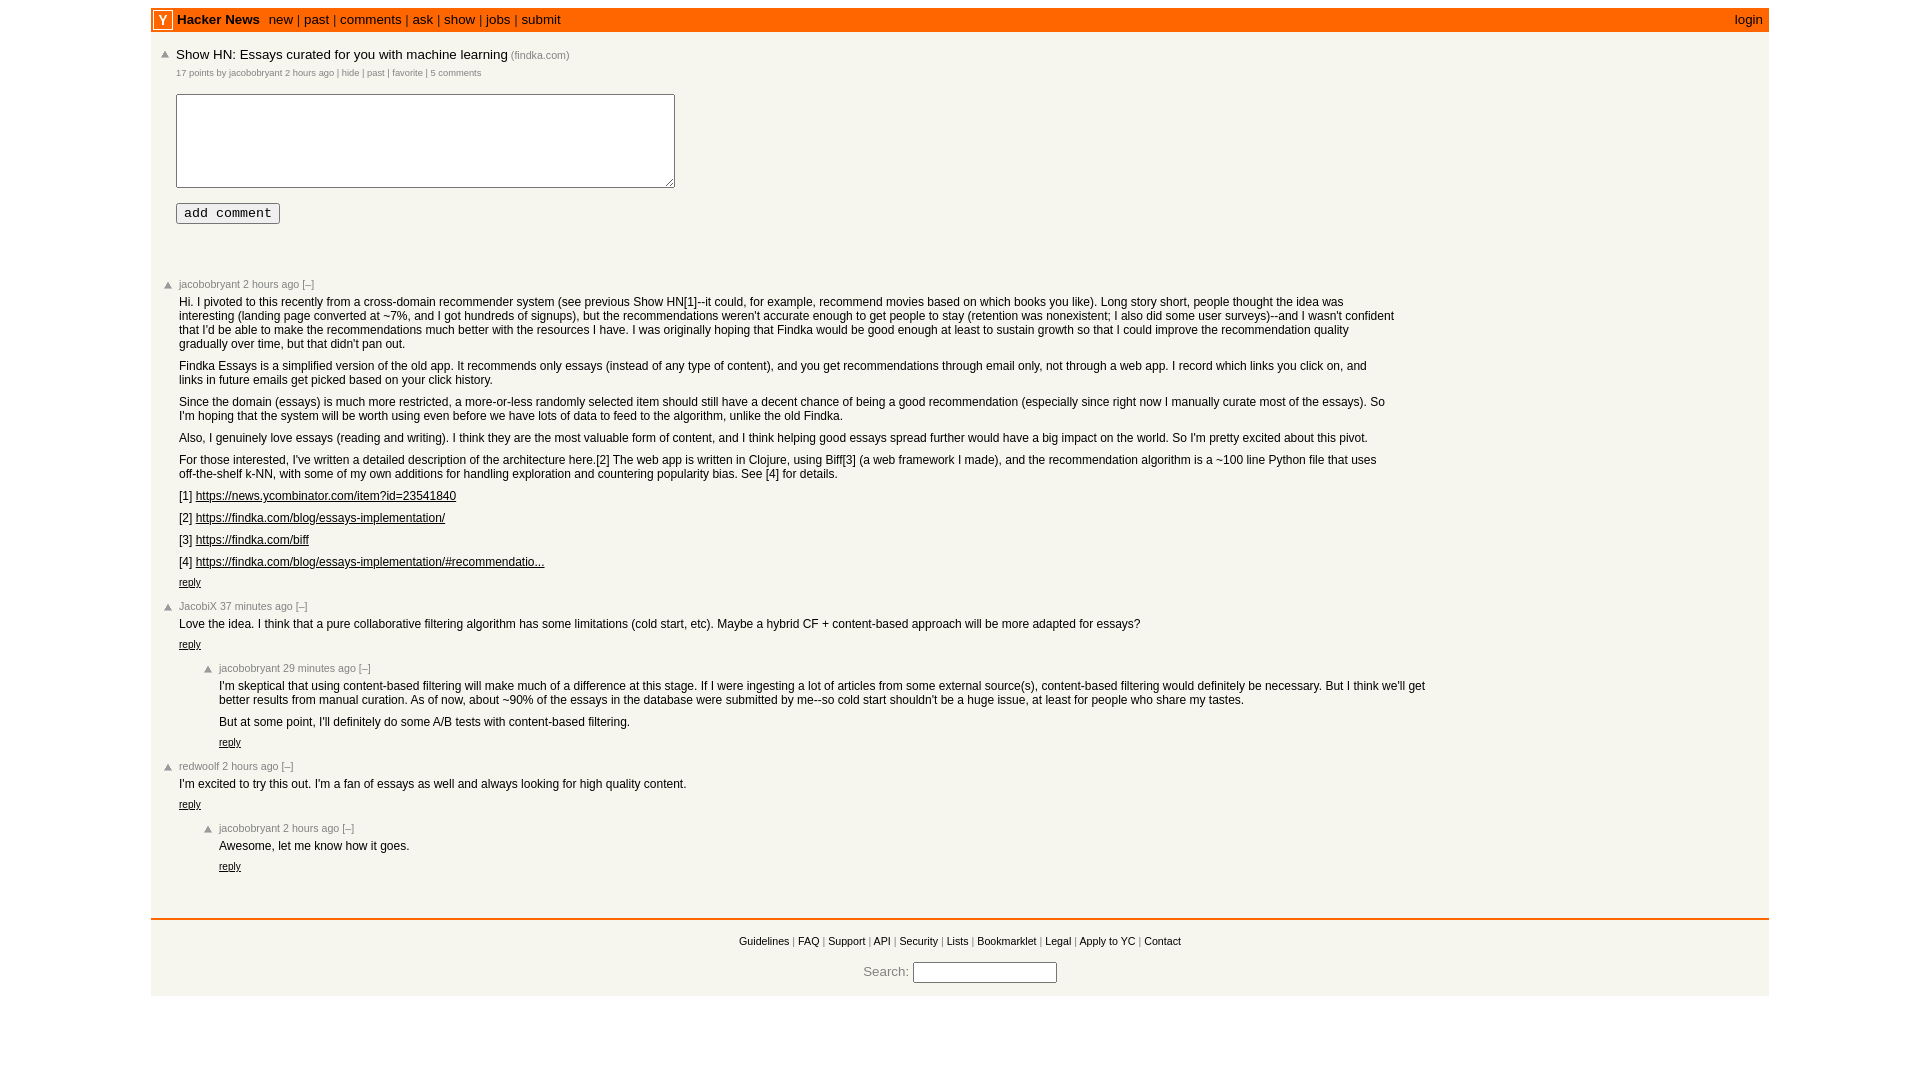 Y Hacker News new | past | comments | ask | show | jobs | submit login
Show HN: Essays curated for you with machine learning (findka.com)
17 points by jacobobryant 2 hours ago | hide | past | favorite | 5 comments
add comment
jacobobryant 2 hours ago [–]
Hi. I pivoted to this recently from a cross-domain recommender system (see previous Show HN[1]--it could, for example, recommend movies based on which books you like). Long story short, people thought the idea was
interesting (landing page converted at ~7%, and I got hundreds of signups), but the recommendations weren't accurate enough to get people to stay (retention was nonexistent; I also did some user surveys)--and I wasn't confident
that I'd be able to make the recommendations much better with the resources I have. I was originally hoping that Findka would be good enough at least to sustain growth so that I could improve the recommendation quality
gradually over time, but that didn't pan out.
Findka Essays is a simplified version of the old app. It recommends only essays (instead of any type of content), and you get recommendations through email only, not through a web app. I record which links you click on, and
links in future emails get picked based on your click history.
Since the domain (essays) is much more restricted, a more-or-less randomly selected item should still have a decent chance of being a good recommendation (especially since right now I manually curate most of the essays). So
I'm hoping that the system will be worth using even before we have lots of data to feed to the algorithm, unlike the old Findka.
Also, I genuinely love essays (reading and writing). I think they are the most valuable form of content, and I think helping good essays spread further would have a big impact on the world. So I'm pretty excited about this pivot.
For those interested, I've written a detailed description of the architecture here.[2] The web app is written in Clojure, using Biff[3] (a web framework I made), and the recommendation algorithm is a ~100 line Python file that uses
off-the-shelf k-NN, with some of my own additions for handling exploration and countering popularity bias. See [4] for details.
[1] https://news.ycombinator.com/item?id=23541840
[2] https://findka.com/blog/essays-implementation/
[3] https://findka.com/biff
[4] https://findka.com/blog/essays-implementation/#recommendatio...
reply
JacobiX 37 minutes ago [–]
Love the idea. I think that a pure collaborative filtering algorithm has some limitations (cold start, etc). Maybe a hybrid CF + content-based approach will be more adapted for essays?
reply
jacobobryant 29 minutes ago [–]
I'm skeptical that using content-based filtering will make much of a difference at this stage. If I were ingesting a lot of articles from some external source(s), content-based filtering would definitely be necessary. But I think we'll get
better results from manual curation. As of now, about ~90% of the essays in the database were submitted by me--so cold start shouldn't be a huge issue, at least for people who share my tastes.
But at some point, I'll definitely do some A/B tests with content-based filtering.
reply
redwoolf 2 hours ago [–]
I'm excited to try this out. I'm a fan of essays as well and always looking for high quality content.
reply
jacobobryant 2 hours ago [–]
Awesome, let me know how it goes.
reply
Guidelines | FAQ | Support | API | Security | Lists | Bookmarklet | Legal | Apply to YC | Contact
Search: